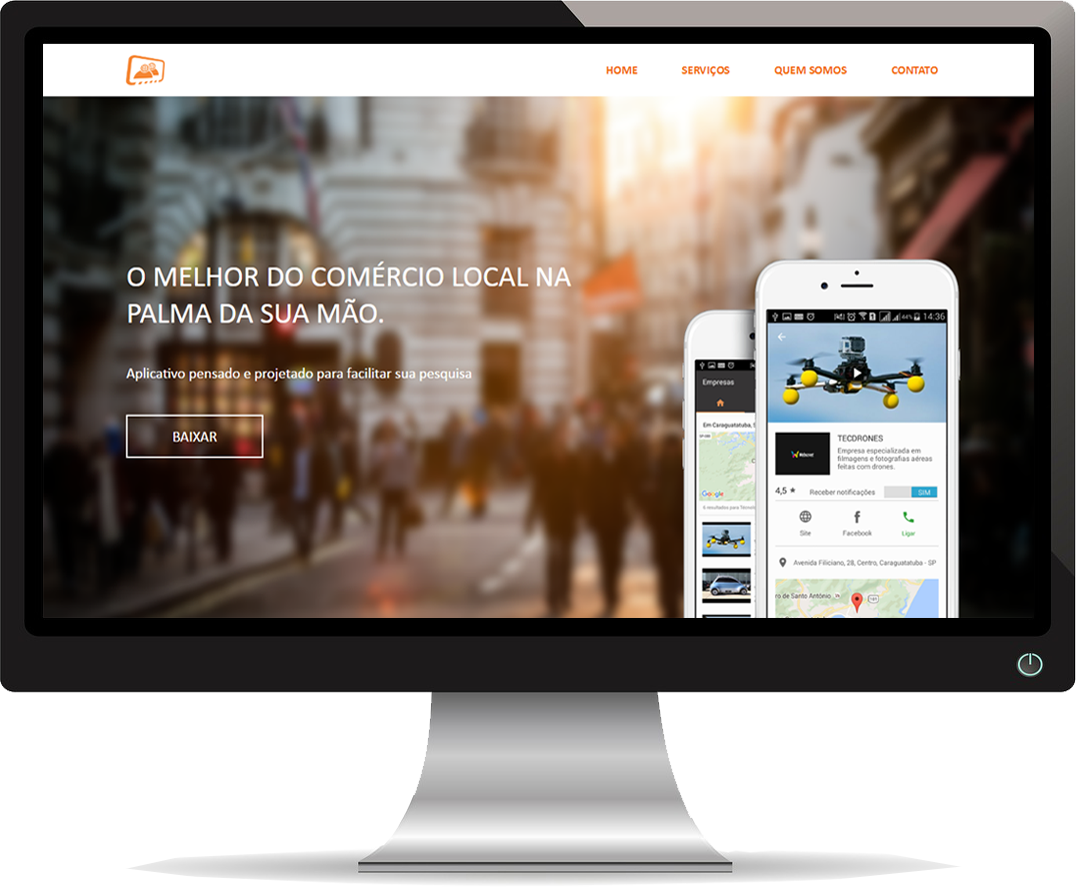 HOME
SERVIÇOS
QUEM SOMOS
CONTATO
O MELHOR DO COMÉRCIO LOCAL NA
PALMA DA SUA MÃO.
Aplicativo pensado e projetado para facilitar sua pesquisa
BAIXAR
Empresas
Em Caraguatatuba, S
Google
14:36
TECDRONES
Empresa especializada em
filmagens e fotografias aéreas
feitas com drones.
4,5 ★
Receber notificações
SIM
Site
Facebook
Ligar
Avenida Filiciano, 28, Centro, Caraguatatuba - SP
ro de Santo Antônio